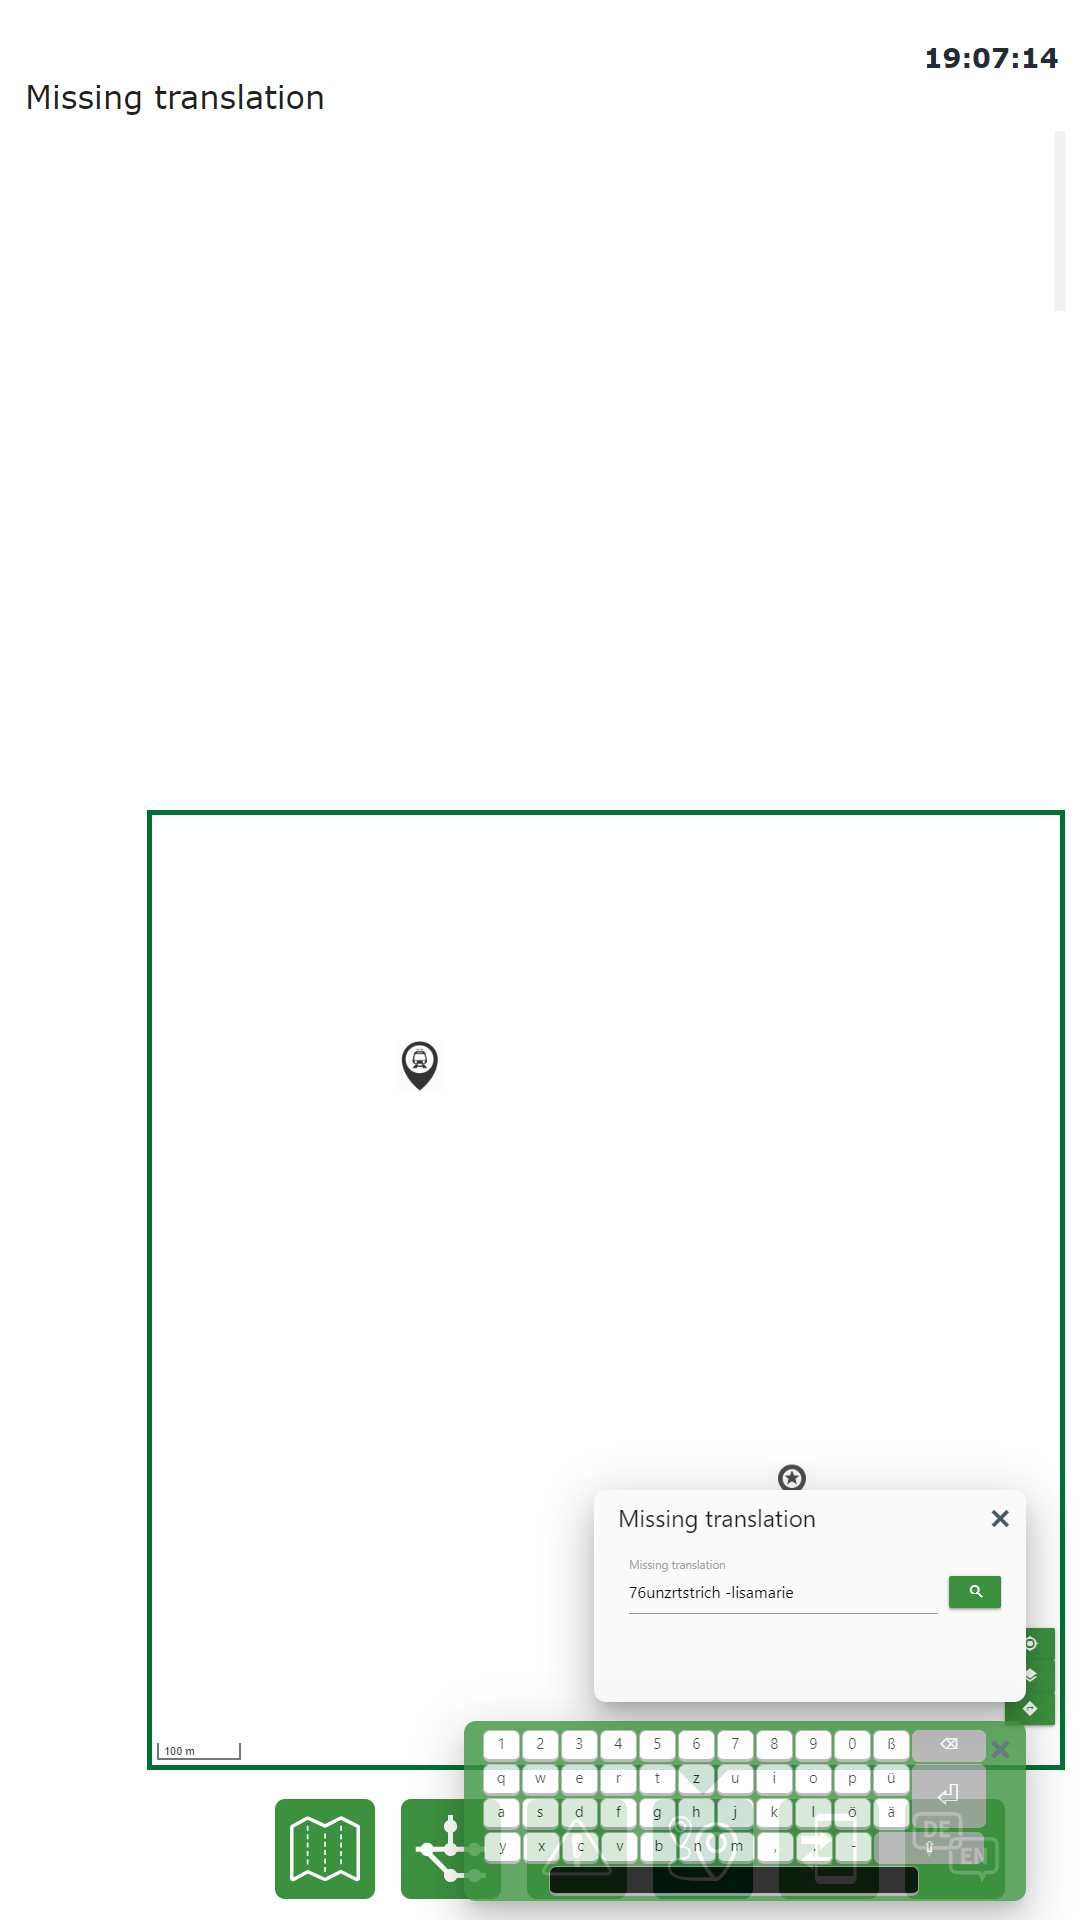 19:07:14
Missing translation
Missing translation
Missing translation
76unzrtstrich -lisamarie
100 m
1 2 3 4 5 6 7 8 9 0 ß
q w e r t z u i o p ü
a s d f g h j k l ö ä
y x c v b n m , . -
DE
EN